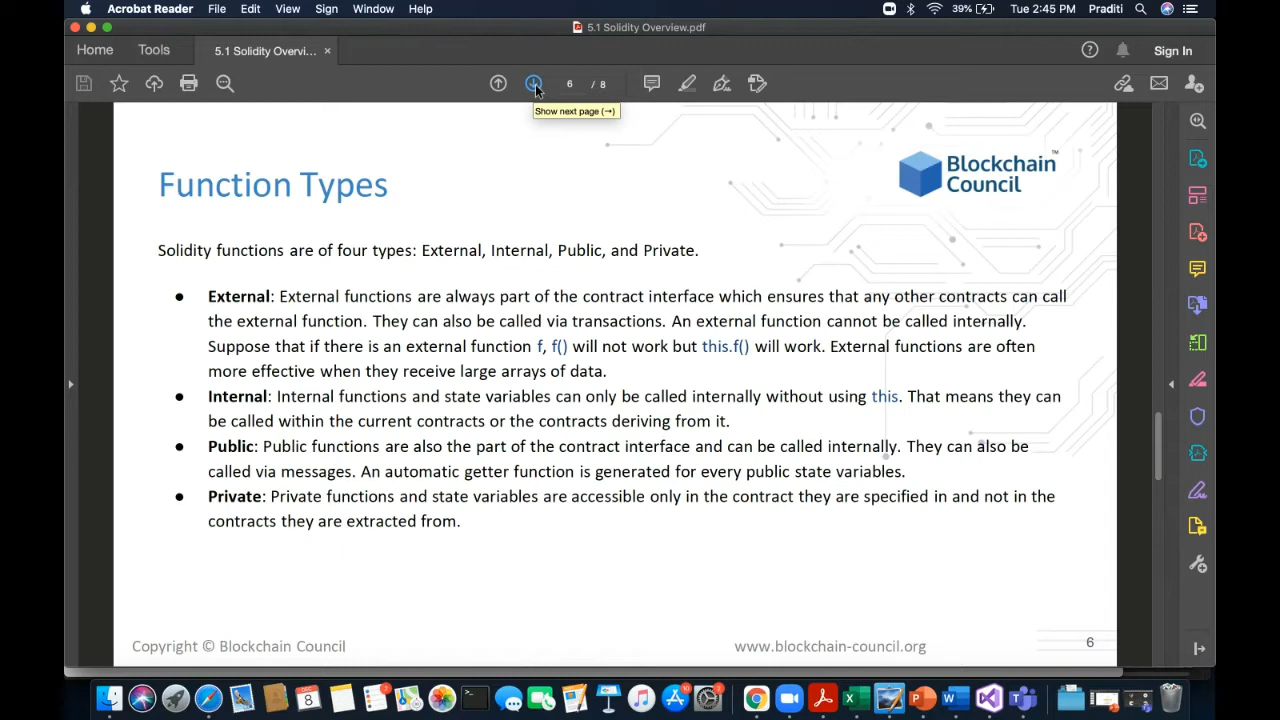 Acrobat Reader File Edit View Sign Window Help 39% Tue 2:45 PM Praditi
5.1 Solidity Overview.pdf
Home Tools 5.1 Solidity Overvi... × Sign In
6 / 8
Show next page (→)
Blockchain Council™
Function Types
Solidity functions are of four types: External, Internal, Public, and Private.
● External: External functions are always part of the contract interface which ensures that any other contracts can call
the external function. They can also be called via transactions. An external function cannot be called internally.
Suppose that if there is an external function f, f() will not work but this.f() will work. External functions are often
more effective when they receive large arrays of data.
● Internal: Internal functions and state variables can only be called internally without using this. That means they can
be called within the current contracts or the contracts deriving from it.
● Public: Public functions are also the part of the contract interface and can be called internally. They can also be
called via messages. An automatic getter function is generated for every public state variables.
● Private: Private functions and state variables are accessible only in the contract they are specified in and not in the
contracts they are extracted from.
Copyright © Blockchain Council www.blockchain-council.org 6